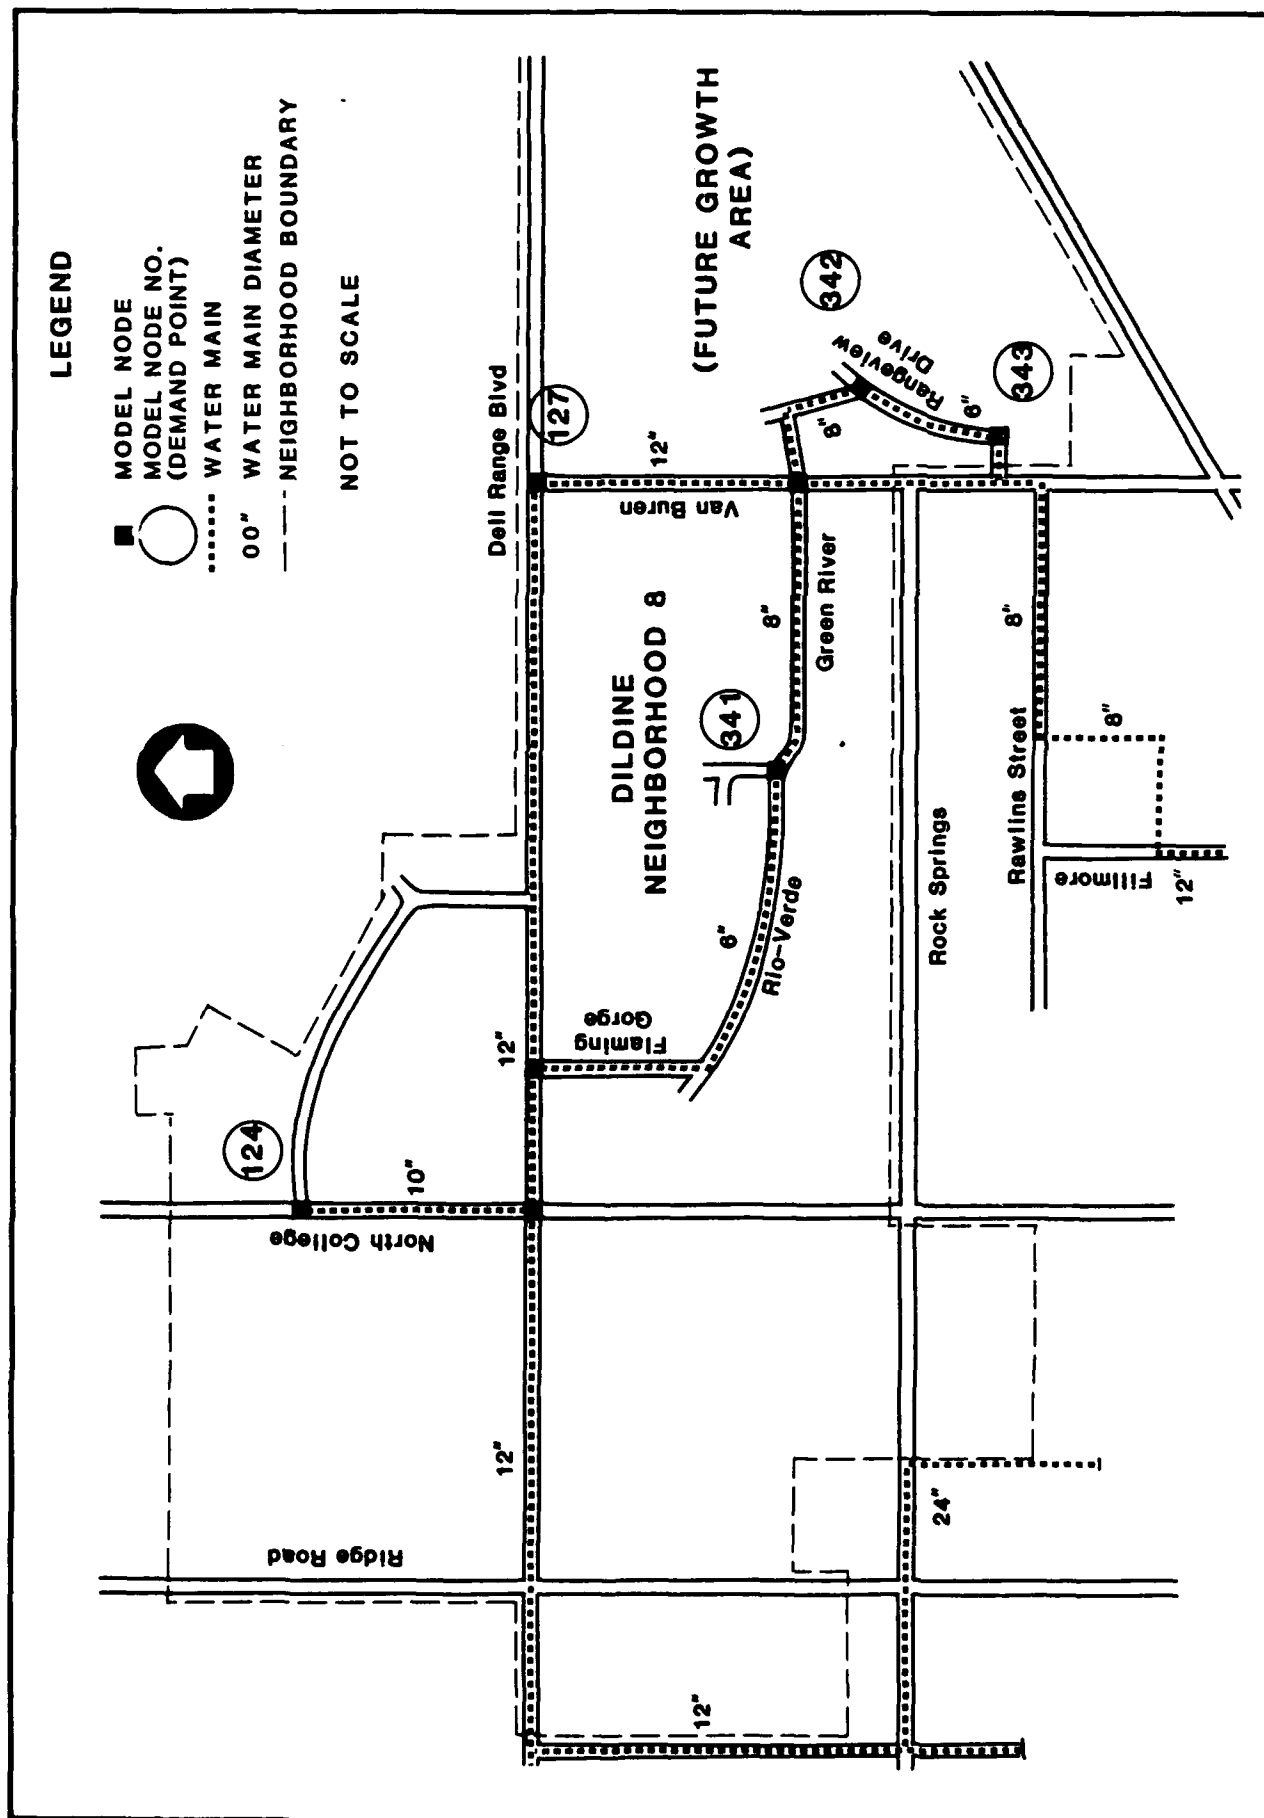 LEGEND
MODEL NODE
MODEL NODE NO.
(DEMAND POINT)
WATER MAIN
00" WATER MAIN DIAMETER
NEIGHBORHOOD BOUNDARY
NOT TO SCALE
124
North College
10"
Ridge Road
12"
12"
Dell Range Blvd
127
Flaming
Gorge
DILDINE
NEIGHBORHOOD 8
Van Buren
12"
(FUTURE GROWTH
AREA)
341
6"
Rio-Verde
8"
Green River
8"
342
Rangeview
Drive
6"
343
12"
24"
Rock Springs
Rawlins Street
8"
8"
Fillmore
12"